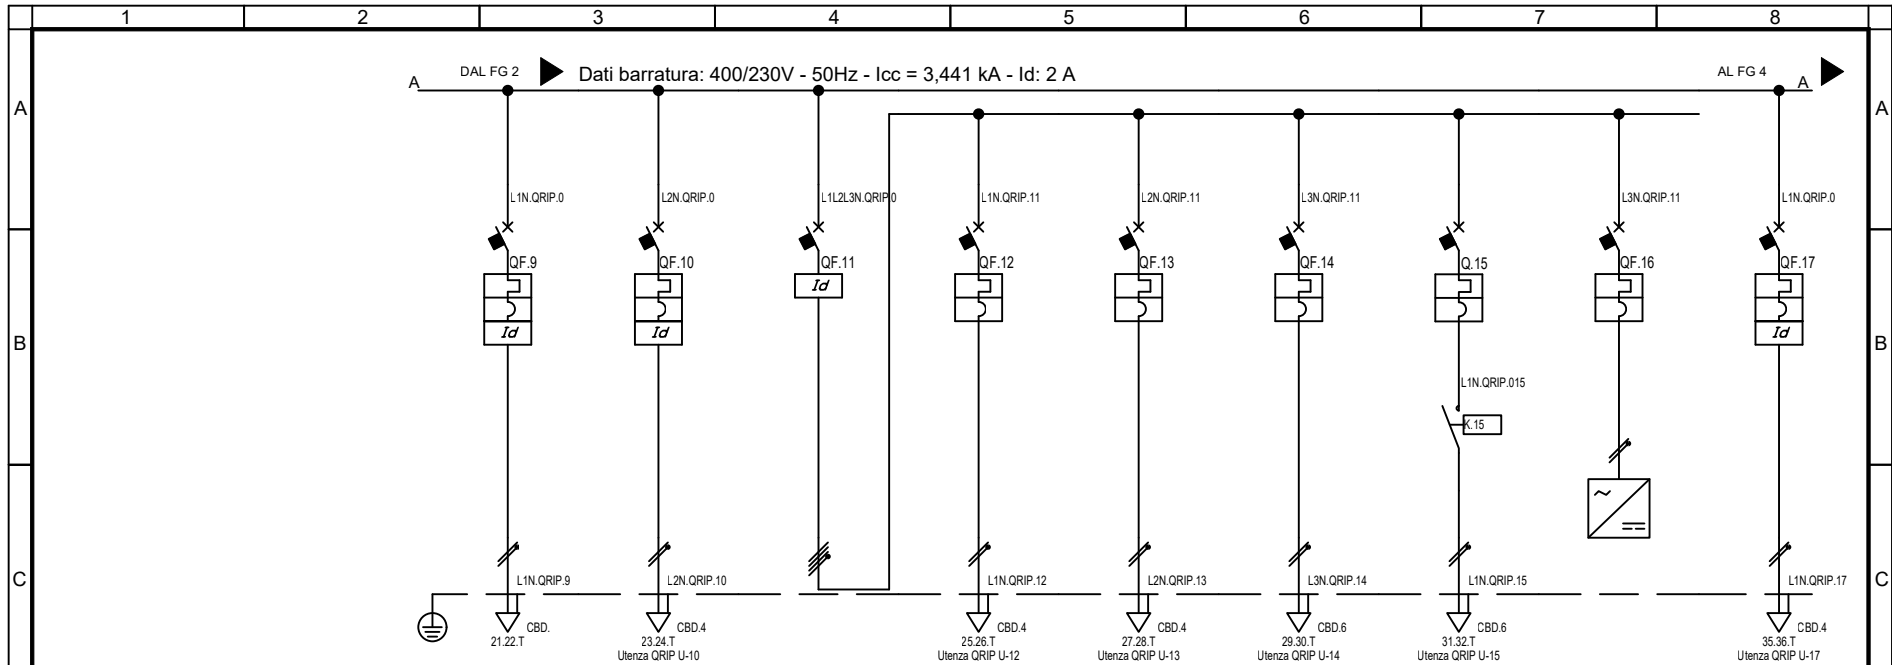 1 2 3 4 5 6 7 8
DAL FG 2 Dati barratura: 400/230V - 50Hz - Icc = 3,441 kA - Id: 2 A AL FG 4
A A
A A
L1N.QRIP.0 L2N.QRIP.0 L1L2L3N.QRIP.0 L1N.QRIP.11 L2N.QRIP.11 L3N.QRIP.11 L3N.QRIP.11 L1N.QRIP.0
QF.9 QF.10 QF.11 QF.12 QF.13 QF.14 Q.15 QF.16 QF.17
Id
Id Id Id
B B
L1N.QRIP.015
K.15
C C
L1N.QRIP.9 L2N.QRIP.10 L1N.QRIP.12 L2N.QRIP.13 L3N.QRIP.14 L1N.QRIP.15 L1N.QRIP.17
CBD. CBD.4 CBD.4 CBD.4 CBD.6 CBD.6 CBD.4
21.22.T 23.24.T 25.26.T 27.28.T 29.30.T 31.32.T 35.36.T
Utenza QRIP U-10 Utenza QRIP U-12 Utenza QRIP U-13 Utenza QRIP U-14 Utenza QRIP U-15 Utenza QRIP U-17